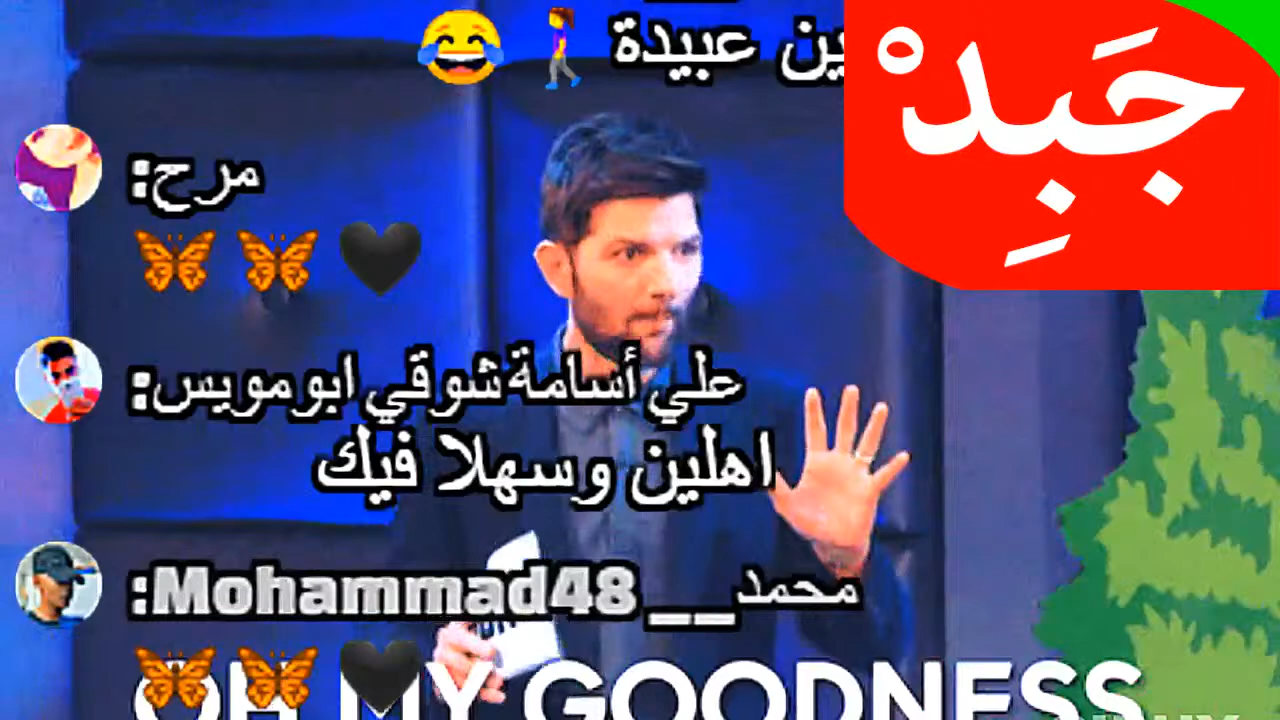 ين عبيدة 🚶‍♀️ 😂
جَبِدْ
مرح:
🦋 🦋 🖤
علي أسامة شوقي ابو مويس:
اهلين وسهلا فيك
محمد__Mohammad48:
🦋 🦋 🖤
OH MY GOODNESS